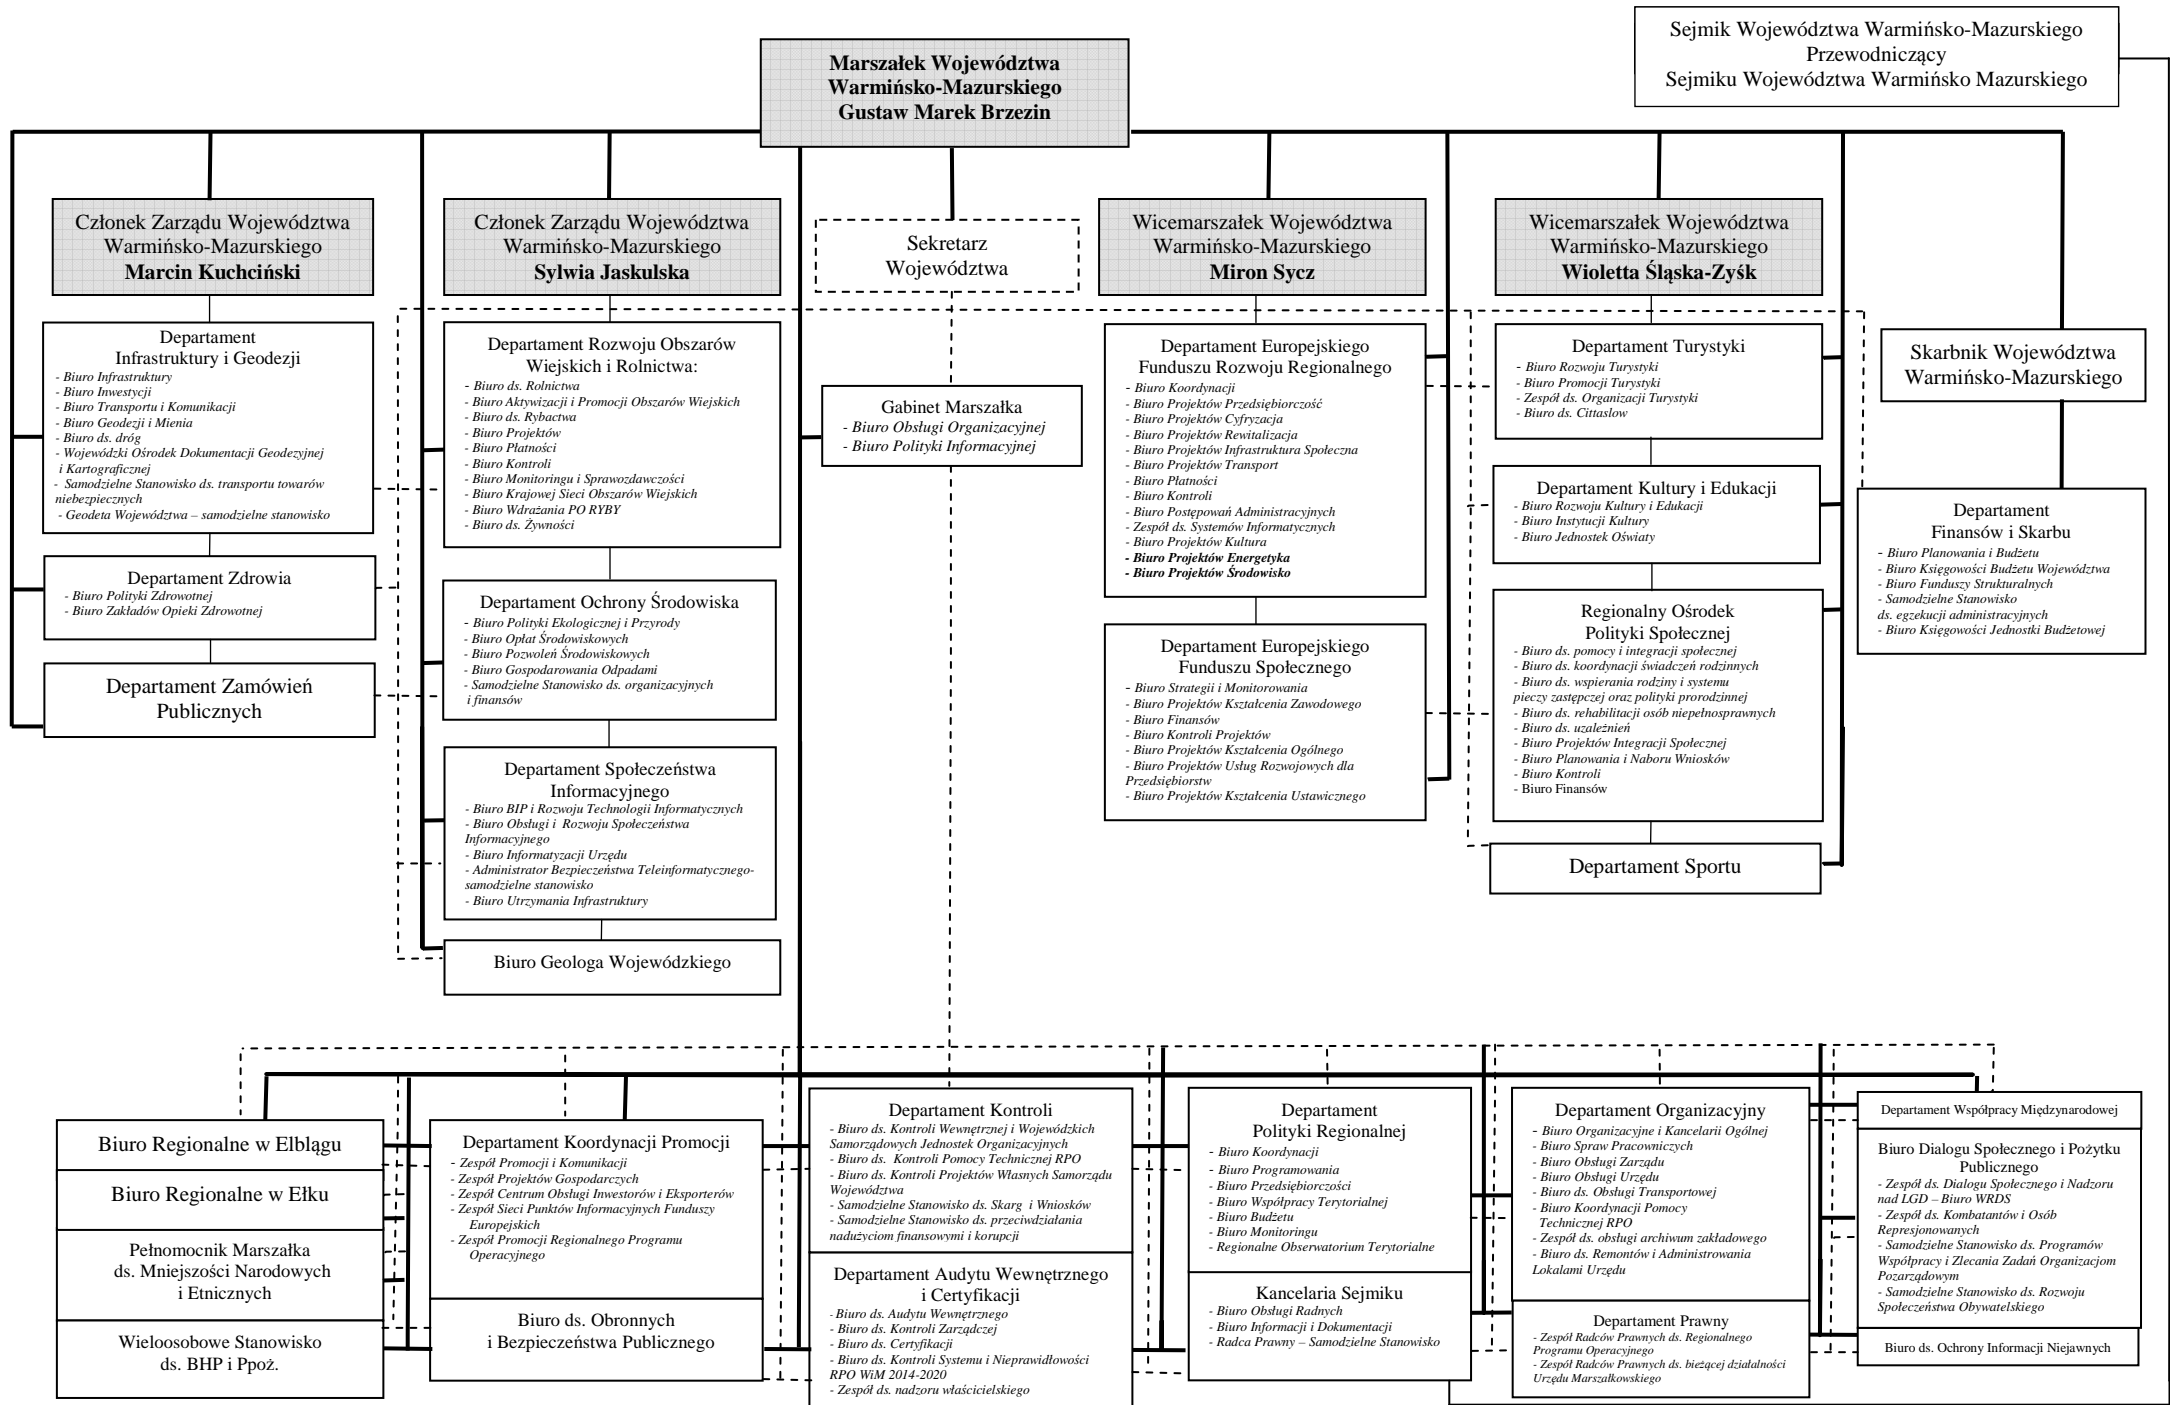 Sejmik Województwa Warmińsko-Mazurskiego
Przewodniczący
Sejmiku Województwa Warmińsko Mazurskiego
Marszałek Województwa
Warmińsko-Mazurskiego
Gustaw Marek Brzezin
Członek Zarządu Województwa
Warmińsko-Mazurskiego
Marcin Kuchciński
Członek Zarządu Województwa
Warmińsko-Mazurskiego
Sylwia Jaskulska
Sekretarz
Województwa
Wicemarszałek Województwa
Warmińsko-Mazurskiego
Miron Sycz
Wicemarszałek Województwa
Warmińsko-Mazurskiego
Wioletta Śląska-Zyśk
Departament
Infrastruktury i Geodezji
- Biuro Infrastruktury
- Biuro Inwestycji
- Biuro Transportu i Komunikacji
- Biuro Geodezji i Mienia
- Biuro ds. dróg
- Wojewódzki Ośrodek Dokumentacji Geodezyjnej
i Kartograficznej
- Samodzielne Stanowisko ds. transportu towarów
niebezpiecznych
- Geodeta Województwa – samodzielne stanowisko
Departament Zdrowia
- Biuro Polityki Zdrowotnej
- Biuro Zakładów Opieki Zdrowotnej
Departament Zamówień
Publicznych
Departament Rozwoju Obszarów
Wiejskich i Rolnictwa:
- Biuro ds. Rolnictwa
- Biuro Aktywizacji i Promocji Obszarów Wiejskich
- Biuro ds. Rybactwa
- Biuro Projektów
- Biuro Płatności
- Biuro Kontroli
- Biuro Monitoringu i Sprawozdawczości
- Biuro Krajowej Sieci Obszarów Wiejskich
- Biuro Wdrażania PO RYBY
- Biuro ds. Żywności
Departament Ochrony Środowiska
- Biuro Polityki Ekologicznej i Przyrody
- Biuro Opłat Środowiskowych
- Biuro Pozwoleń Środowiskowych
- Biuro Gospodarowania Odpadami
- Samodzielne Stanowisko ds. organizacyjnych
i finansów
Departament Społeczeństwa
Informacyjnego
- Biuro BIP i Rozwoju Technologii Informatycznych
- Biuro Obsługi i Rozwoju Społeczeństwa
Informacyjnego
- Biuro Informatyzacji Urzędu
- Administrator Bezpieczeństwa Teleinformatycznego-
samodzielne stanowisko
- Biuro Utrzymania Infrastruktury
Biuro Geologa Wojewódzkiego
Gabinet Marszałka
- Biuro Obsługi Organizacyjnej
- Biuro Polityki Informacyjnej
Departament Europejskiego
Funduszu Rozwoju Regionalnego
- Biuro Koordynacji
- Biuro Projektów Przedsiębiorczość
- Biuro Projektów Cyfryzacja
- Biuro Projektów Rewitalizacja
- Biuro Projektów Infrastruktura Społeczna
- Biuro Projektów Transport
- Biuro Płatności
- Biuro Kontroli
- Biuro Postępowań Administracyjnych
- Zespół ds. Systemów Informatycznych
- Biuro Projektów Kultura
- Biuro Projektów Energetyka
- Biuro Projektów Środowisko
Departament Europejskiego
Funduszu Społecznego
- Biuro Strategii i Monitorowania
- Biuro Projektów Kształcenia Zawodowego
- Biuro Finansów
- Biuro Kontroli Projektów
- Biuro Projektów Kształcenia Ogólnego
- Biuro Projektów Usług Rozwojowych dla
Przedsiębiorstw
- Biuro Projektów Kształcenia Ustawicznego
Departament Turystyki
- Biuro Rozwoju Turystyki
- Biuro Promocji Turystyki
- Zespół ds. Organizacji Turystyki
- Biuro ds. Cittaslow
Departament Kultury i Edukacji
- Biuro Rozwoju Kultury i Edukacji
- Biuro Instytucji Kultury
- Biuro Jednostek Oświaty
Regionalny Ośrodek
Polityki Społecznej
- Biuro ds. pomocy i integracji społecznej
- Biuro ds. koordynacji świadczeń rodzinnych
- Biuro ds. wspierania rodziny i systemu
pieczy zastępczej oraz polityki prorodzinnej
- Biuro ds. rehabilitacji osób niepełnosprawnych
- Biuro ds. uzależnień
- Biuro Projektów Integracji Społecznej
- Biuro Planowania i Naboru Wniosków
- Biuro Kontroli
- Biuro Finansów
Departament Sportu
Skarbnik Województwa
Warmińsko-Mazurskiego
Departament
Finansów i Skarbu
- Biuro Planowania i Budżetu
- Biuro Księgowości Budżetu Województwa
- Biuro Funduszy Strukturalnych
- Samodzielne Stanowisko
ds. egzekucji administracyjnych
- Biuro Księgowości Jednostki Budżetowej
Biuro Regionalne w Elblągu
Biuro Regionalne w Ełku
Pełnomocnik Marszałka
ds. Mniejszości Narodowych
i Etnicznych
Wieloosobowe Stanowisko
ds. BHP i Ppoż.
Departament Koordynacji Promocji
- Zespół Promocji i Komunikacji
- Zespół Projektów Gospodarczych
- Zespół Centrum Obsługi Inwestorów i Eksporterów
- Zespół Sieci Punktów Informacyjnych Funduszy
Europejskich
- Zespół Promocji Regionalnego Programu
Operacyjnego
Biuro ds. Obronnych
i Bezpieczeństwa Publicznego
Departament Kontroli
- Biuro ds. Kontroli Wewnętrznej i Wojewódzkich
Samorządowych Jednostek Organizacyjnych
- Biuro ds. Kontroli Pomocy Technicznej RPO
- Biuro ds. Kontroli Projektów Własnych Samorządu
Województwa
- Samodzielne Stanowisko ds. Skarg i Wniosków
- Samodzielne Stanowisko ds. przeciwdziałania
nadużyciom finansowymi i korupcji
Departament Audytu Wewnętrznego
i Certyfikacji
- Biuro ds. Audytu Wewnętrznego
- Biuro ds. Kontroli Zarządczej
- Biuro ds. Certyfikacji
- Biuro ds. Kontroli Systemu i Nieprawidłowości
RPO WiM 2014-2020
- Zespół ds. nadzoru właścicielskiego
Departament
Polityki Regionalnej
- Biuro Koordynacji
- Biuro Programowania
- Biuro Przedsiębiorczości
- Biuro Współpracy Terytorialnej
- Biuro Budżetu
- Biuro Monitoringu
- Regionalne Obserwatorium Terytorialne
Kancelaria Sejmiku
- Biuro Obsługi Radnych
- Biuro Informacji i Dokumentacji
- Radca Prawny – Samodzielne Stanowisko
Departament Organizacyjny
- Biuro Organizacyjne i Kancelarii Ogólnej
- Biuro Spraw Pracowniczych
- Biuro Obsługi Zarządu
- Biuro Obsługi Urzędu
- Biuro ds. Obsługi Transportowej
- Biuro Koordynacji Pomocy
Technicznej RPO
- Zespół ds. obsługi archiwum zakładowego
- Biuro ds. Remontów i Administrowania
Lokalami Urzędu
Departament Prawny
- Zespół Radców Prawnych ds. Regionalnego
Programu Operacyjnego
- Zespół Radców Prawnych ds. bieżącej działalności
Urzędu Marszałkowskiego
Departament Współpracy Międzynarodowej
Biuro Dialogu Społecznego i Pożytku
Publicznego
- Zespół ds. Dialogu Społecznego i Nadzoru
nad LGD – Biuro WRDS
- Zespół ds. Kombatantów i Osób
Represjonowanych
- Samodzielne Stanowisko ds. Programów
Współpracy i Zlecania Zadań Organizacjom
Pozarządowym
- Samodzielne Stanowisko ds. Rozwoju
Społeczeństwa Obywatelskiego
Biuro ds. Ochrony Informacji Niejawnych